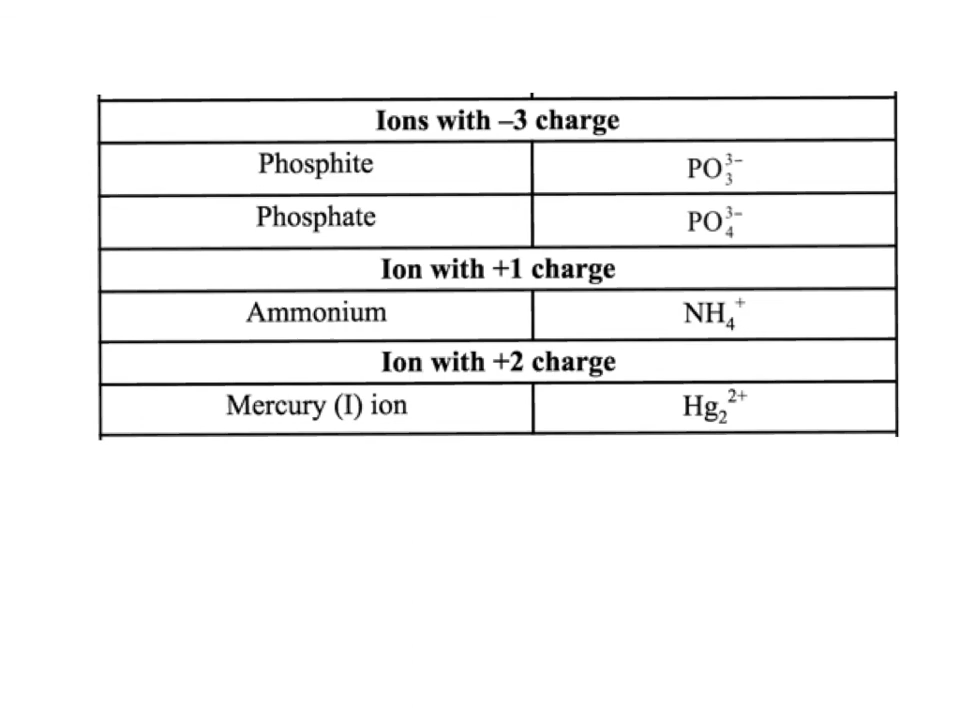 Ions with –3 charge
Phosphite PO₃³⁻
Phosphate PO₄³⁻
Ion with +1 charge
Ammonium NH₄⁺
Ion with +2 charge
Mercury (I) ion Hg₂²⁺